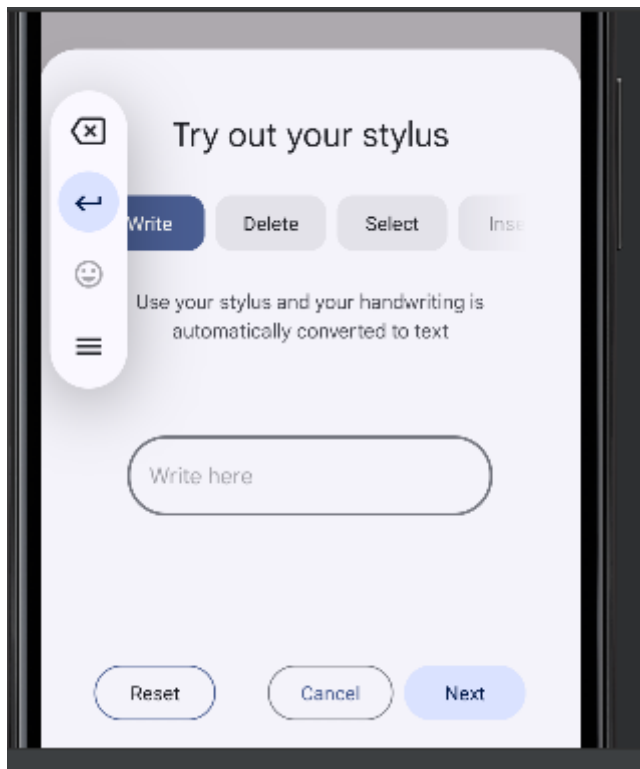 Try out your stylus
Write Delete Select Inse
Use your stylus and your handwriting is
automatically converted to text
Write here
Reset Cancel Next